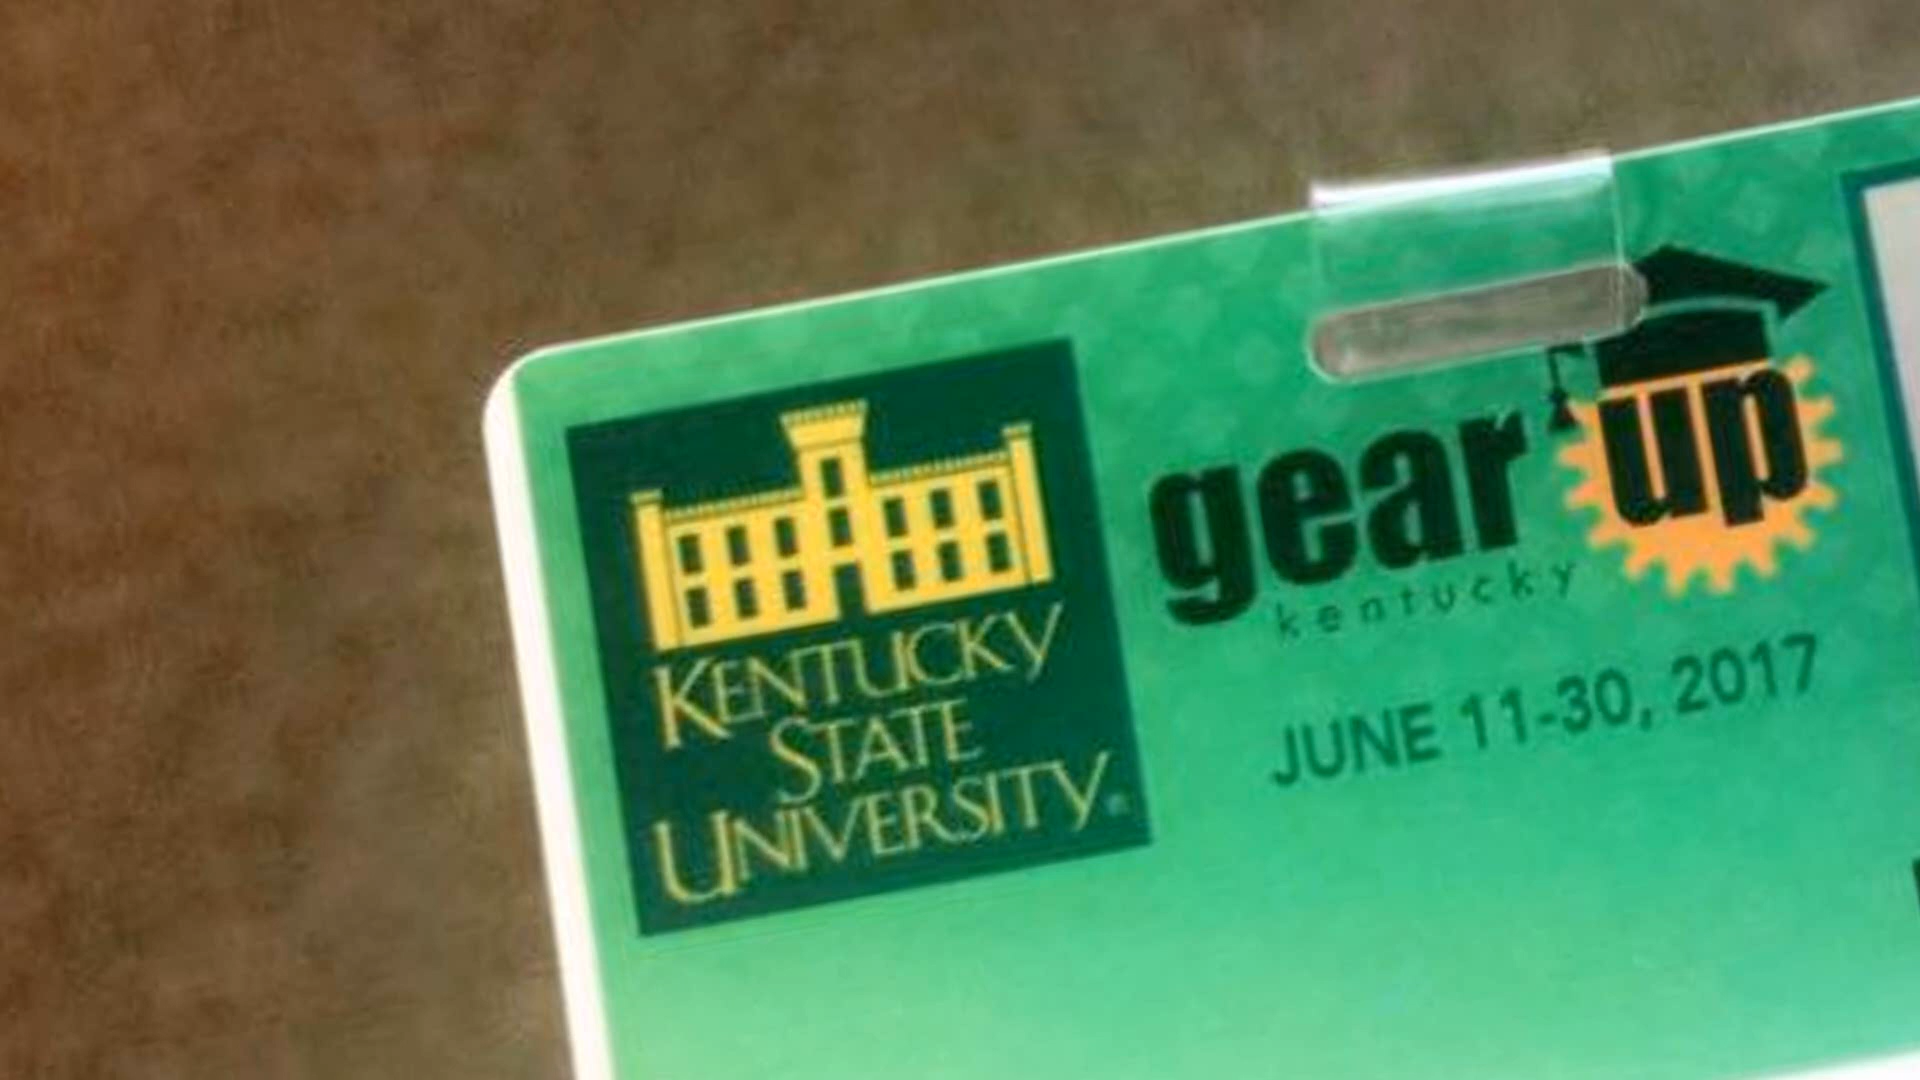 KENTUCKY
STATE
UNIVERSITY
gear up
kentucky
JUNE 11-30, 2017